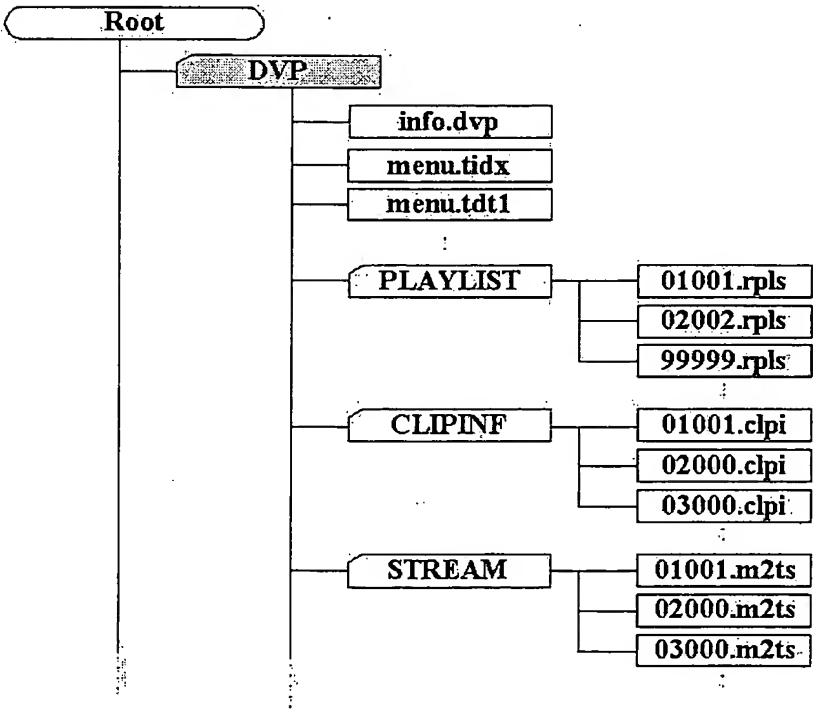 Root
DVP
info.dvp
menu.tidx
menu.tdt1
PLAYLIST
01001.rpls
02002.rpls
99999.rpls
CLIPINF
01001.clpi
02000.clpi
03000.clpi
STREAM
01001.m2ts
02000.m2ts
03000.m2ts